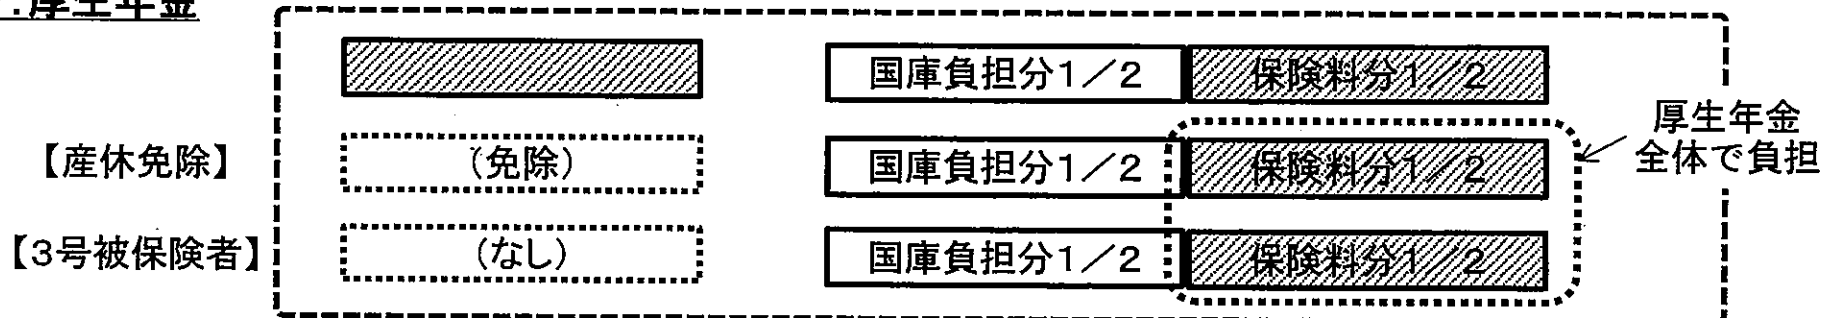 .厚生年金
国庫負担分1／2 保険料分1／2
【産休免除】 (免除) 国庫負担分1／2 保険料分1／2
厚生年金
全体で負担
【3号被保険者】 (なし) 国庫負担分1／2 保険料分1／2